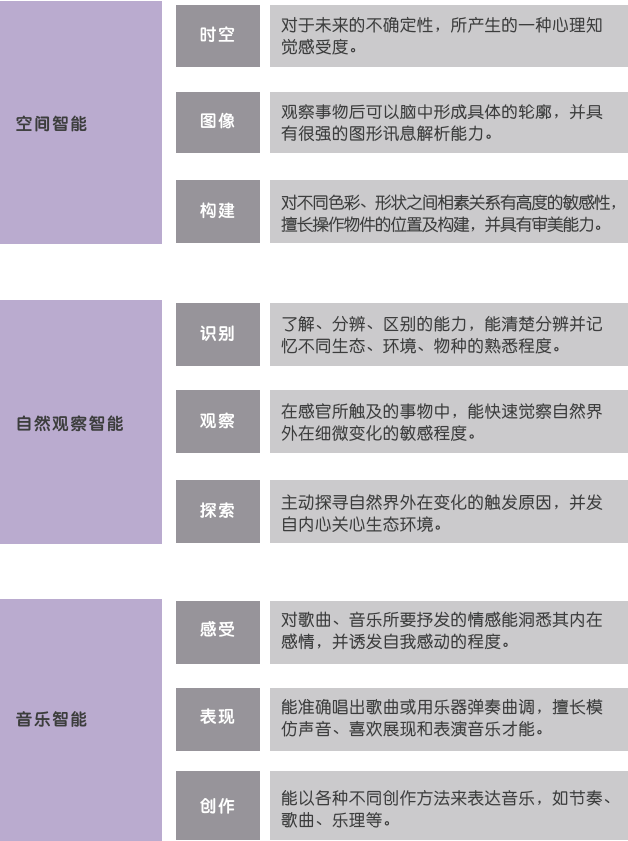 空间智能
时空
对于未来的不确定性，所产生的一种心理知
觉感受度。
图像
观察事物后可以脑中形成具体的轮廓，并具
有很强的图形讯息解析能力。
构建
对不同色彩、形状之间相素关系有高度的敏感性，
擅长操作物件的位置及构建，并具有审美能力。
自然观察智能
识别
了解、分辨、区别的能力，能清楚分辨并记
忆不同生态、环境、物种的熟悉程度。
观察
在感官所触及的事物中，能快速觉察自然界
外在细微变化的敏感程度。
探索
主动探寻自然界外在变化的触发原因，并发
自内心关心生态环境。
音乐智能
感受
对歌曲、音乐所要抒发的情感能洞悉其内在
感情，并诱发自我感动的程度。
表现
能准确唱出歌曲或用乐器弹奏曲调，擅长模
仿声音、喜欢展现和表演音乐才能。
创作
能以各种不同创作方法来表达音乐，如节奏、
歌曲、乐理等。